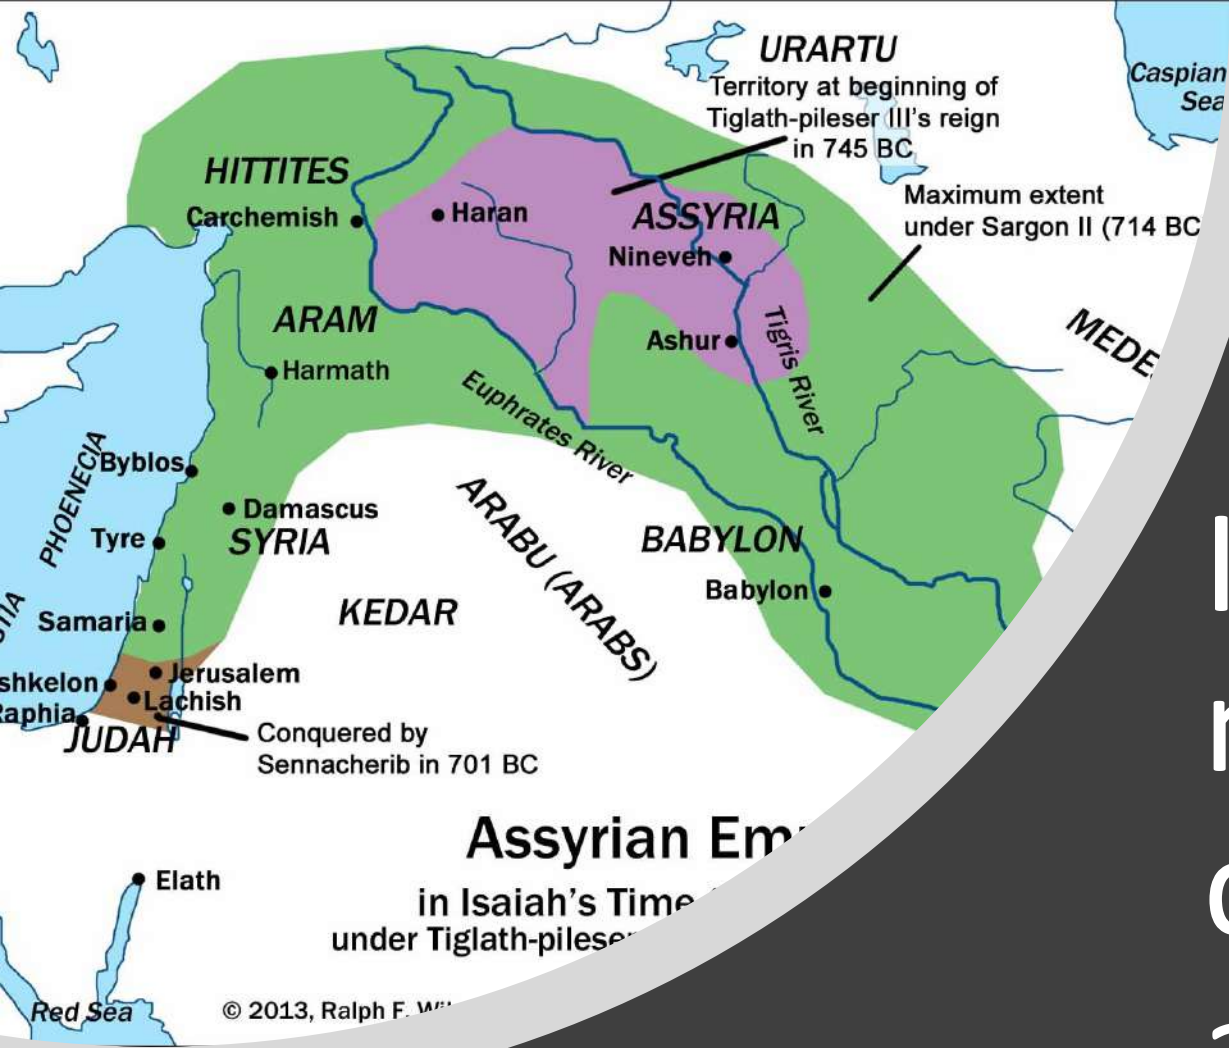 URARTU
Territory at beginning of
Tiglath-pileser III's reign
in 745 BC
Caspian
Sea
HITTITES
Carchemish
Haran
ASSYRIA
Nineveh
Maximum extent
under Sargon II (714 BC
MEDE
ARAM
Harmath
Ashur
Tigris River
Euphrates River
PHOENECIA
Byblos
Damascus
SYRIA
Tyre
ARABU (ARABS)
BABYLON
Babylon
KEDAR
Samaria
Jerusalem
shkelon
Lachish
Raphia
JUDAH
Conquered by
Sennacherib in 701 BC
Assyrian Em
in Isaiah's Time
under Tiglath-pileser
Elath
Red Sea
© 2013, Ralph F.